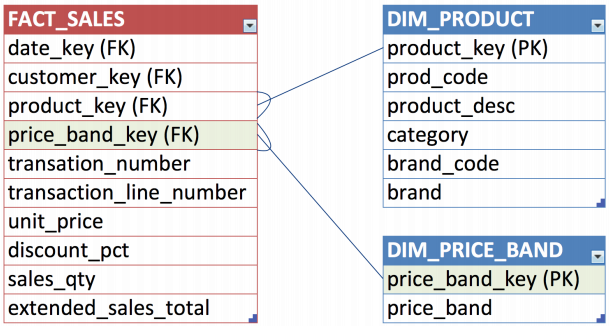 FACT_SALES
date_key (FK)
customer_key (FK)
product_key (FK)
price_band_key (FK)
transation_number
transaction_line_number
unit_price
discount_pct
sales_qty
extended_sales_total
DIM_PRODUCT
product_key (PK)
prod_code
product_desc
category
brand_code
brand
DIM_PRICE_BAND
price_band_key (PK)
price_band